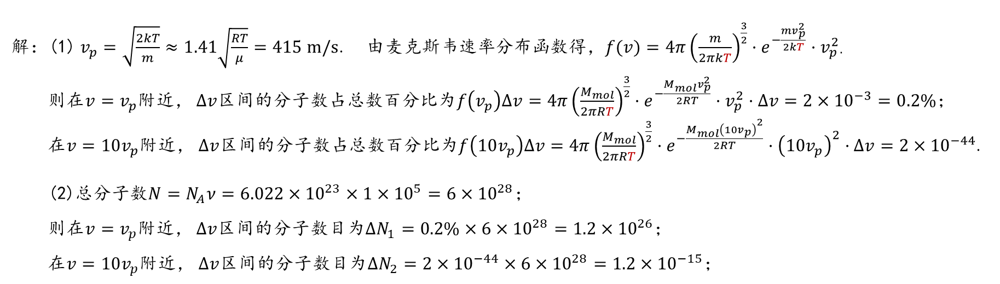 解：(1) $v_p = \sqrt{\frac{2kT}{m}} \approx 1.41\sqrt{\frac{RT}{\mu}} = 415 \text{ m/s}.$ 由麦克斯韦速率分布函数得，$f(v) = 4\pi\left(\frac{m}{2\pi kT}\right)^{\frac{3}{2}} \cdot e^{-\frac{mv_p^2}{2kT}} \cdot v_p^2.$
则在$v = v_p$附近，$\Delta v$区间的分子数占总数百分比为$f(v_p)\Delta v = 4\pi\left(\frac{M_{mol}}{2\pi RT}\right)^{\frac{3}{2}} \cdot e^{-\frac{M_{mol}v_p^2}{2RT}} \cdot v_p^2 \cdot \Delta v = 2 \times 10^{-3} = 0.2\%$；
在$v = 10v_p$附近，$\Delta v$区间的分子数占总数百分比为$f(10v_p)\Delta v = 4\pi\left(\frac{M_{mol}}{2\pi RT}\right)^{\frac{3}{2}} \cdot e^{-\frac{M_{mol}(10v_p)^2}{2RT}} \cdot (10v_p)^2 \cdot \Delta v = 2 \times 10^{-44}.$
(2)总分子数$N = N_A\nu = 6.022 \times 10^{23} \times 1 \times 10^5 = 6 \times 10^{28}$；
则在$v = v_p$附近，$\Delta v$区间的分子数目为$\Delta N_1 = 0.2\% \times 6 \times 10^{28} = 1.2 \times 10^{26}$；
在$v = 10v_p$附近，$\Delta v$区间的分子数目为$\Delta N_2 = 2 \times 10^{-44} \times 6 \times 10^{28} = 1.2 \times 10^{-15}$；